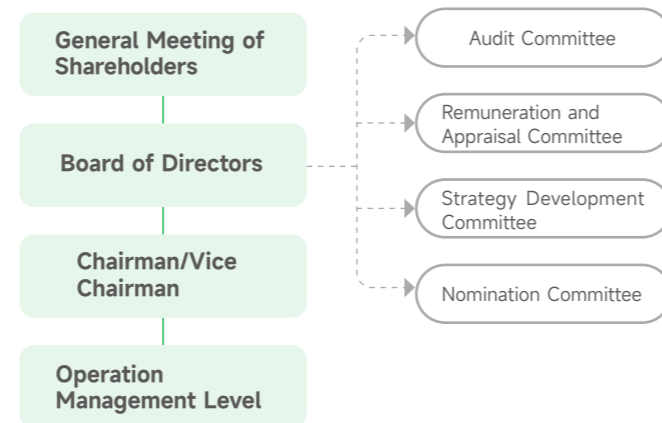 General Meeting of
Shareholders
Board of Directors
Chairman/Vice
Chairman
Operation
Management Level
Audit Committee
Remuneration and
Appraisal Committee
Strategy Development
Committee
Nomination Committee